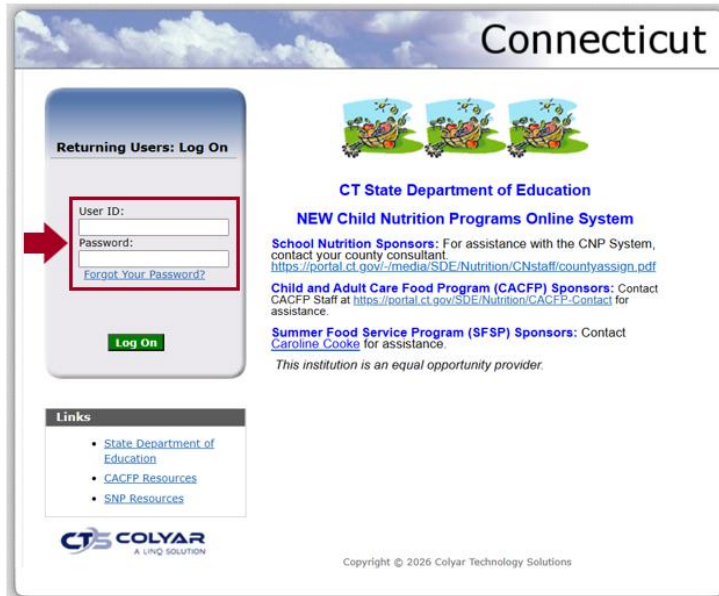 Connecticut
Returning Users: Log On
User ID:
Password:
Forgot Your Password?
Log On
CT State Department of Education
NEW Child Nutrition Programs Online System
School Nutrition Sponsors: For assistance with the CNP System,
contact your county consultant.
https://portal.ct.gov/-/media/SDE/Nutrition/CNstaff/countyassign.pdf
Child and Adult Care Food Program (CACFP) Sponsors: Contact
CACFP Staff at https://portal.ct.gov/SDE/Nutrition/CACFP-Contact for
assistance.
Summer Food Service Program (SFSP) Sponsors: Contact
Caroline Cooke for assistance.
This institution is an equal opportunity provider.
Links
• State Department of
Education
• CACFP Resources
• SNP Resources
CTS COLYAR
A LINQ SOLUTION
Copyright © 2026 Colyar Technology Solutions